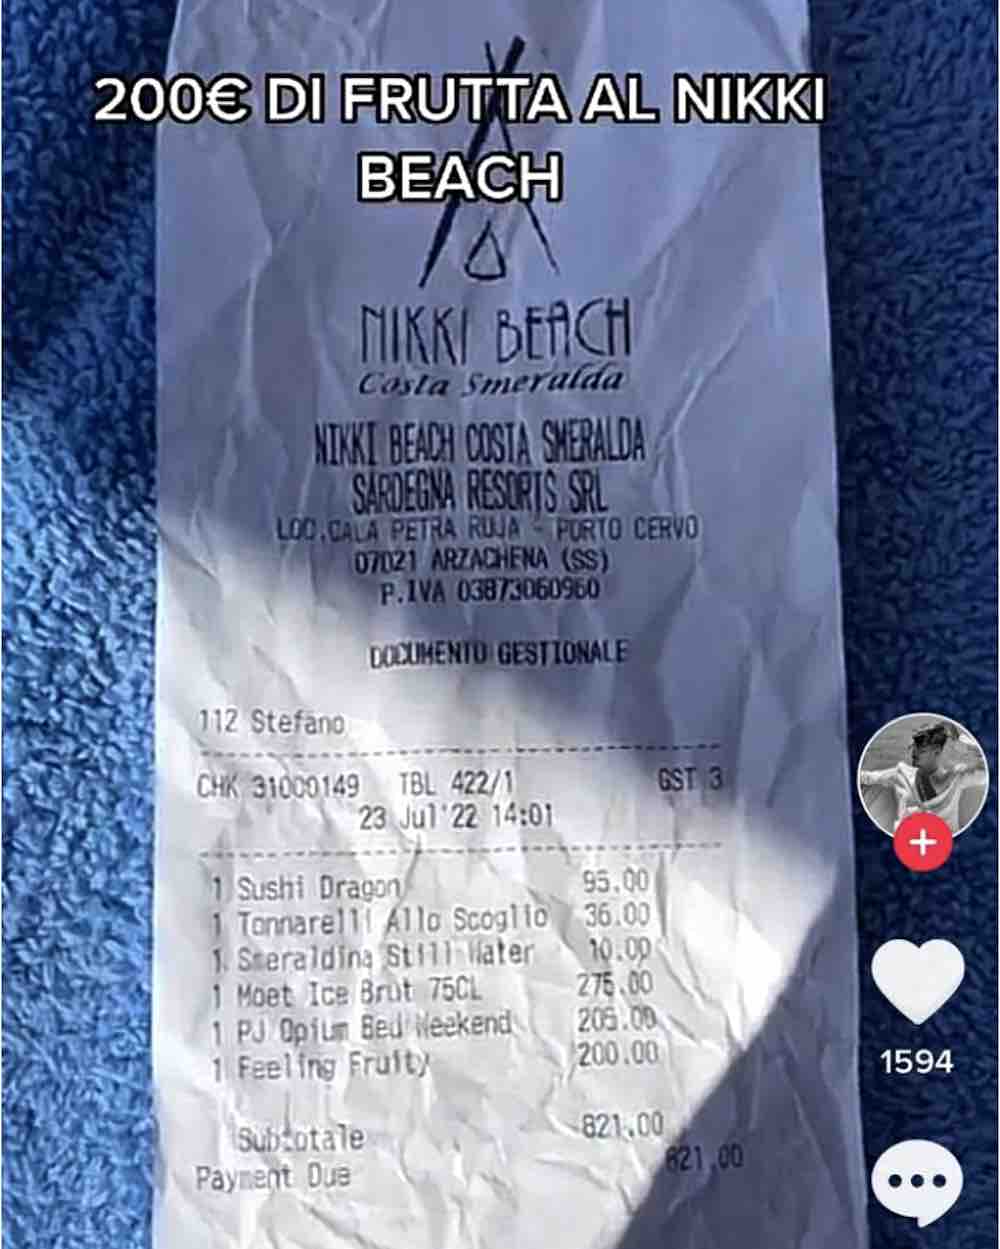 200€ DI FRUTTA AL NIKKI
BEACH
NIKKI BEACH
Costa Smeralda
NIKKI BEACH COSTA SMERALDA
SARDEGNA RESORTS SRL
LOC.CALA PETRA RUJA - PORTO CERVO
07021 ARZACHENA (SS)
P.IVA 03873060960
DOCUMENTO GESTIONALE
112 Stefano
CHK 31000149 TBL 422/1 GST 3
23 Jul'22 14:01
1 Sushi Dragon 95.00
1 Tonnarelli Allo Scoglio 36.00
1 Smeraldina Still Water 10.00
1 Moet Ice Brut 75CL 275.00
1 PJ Opium Bed Weekend 205.00
1 Feeling Fruity 200.00
Subtotale 821.00
Payment Due 821.00
1594